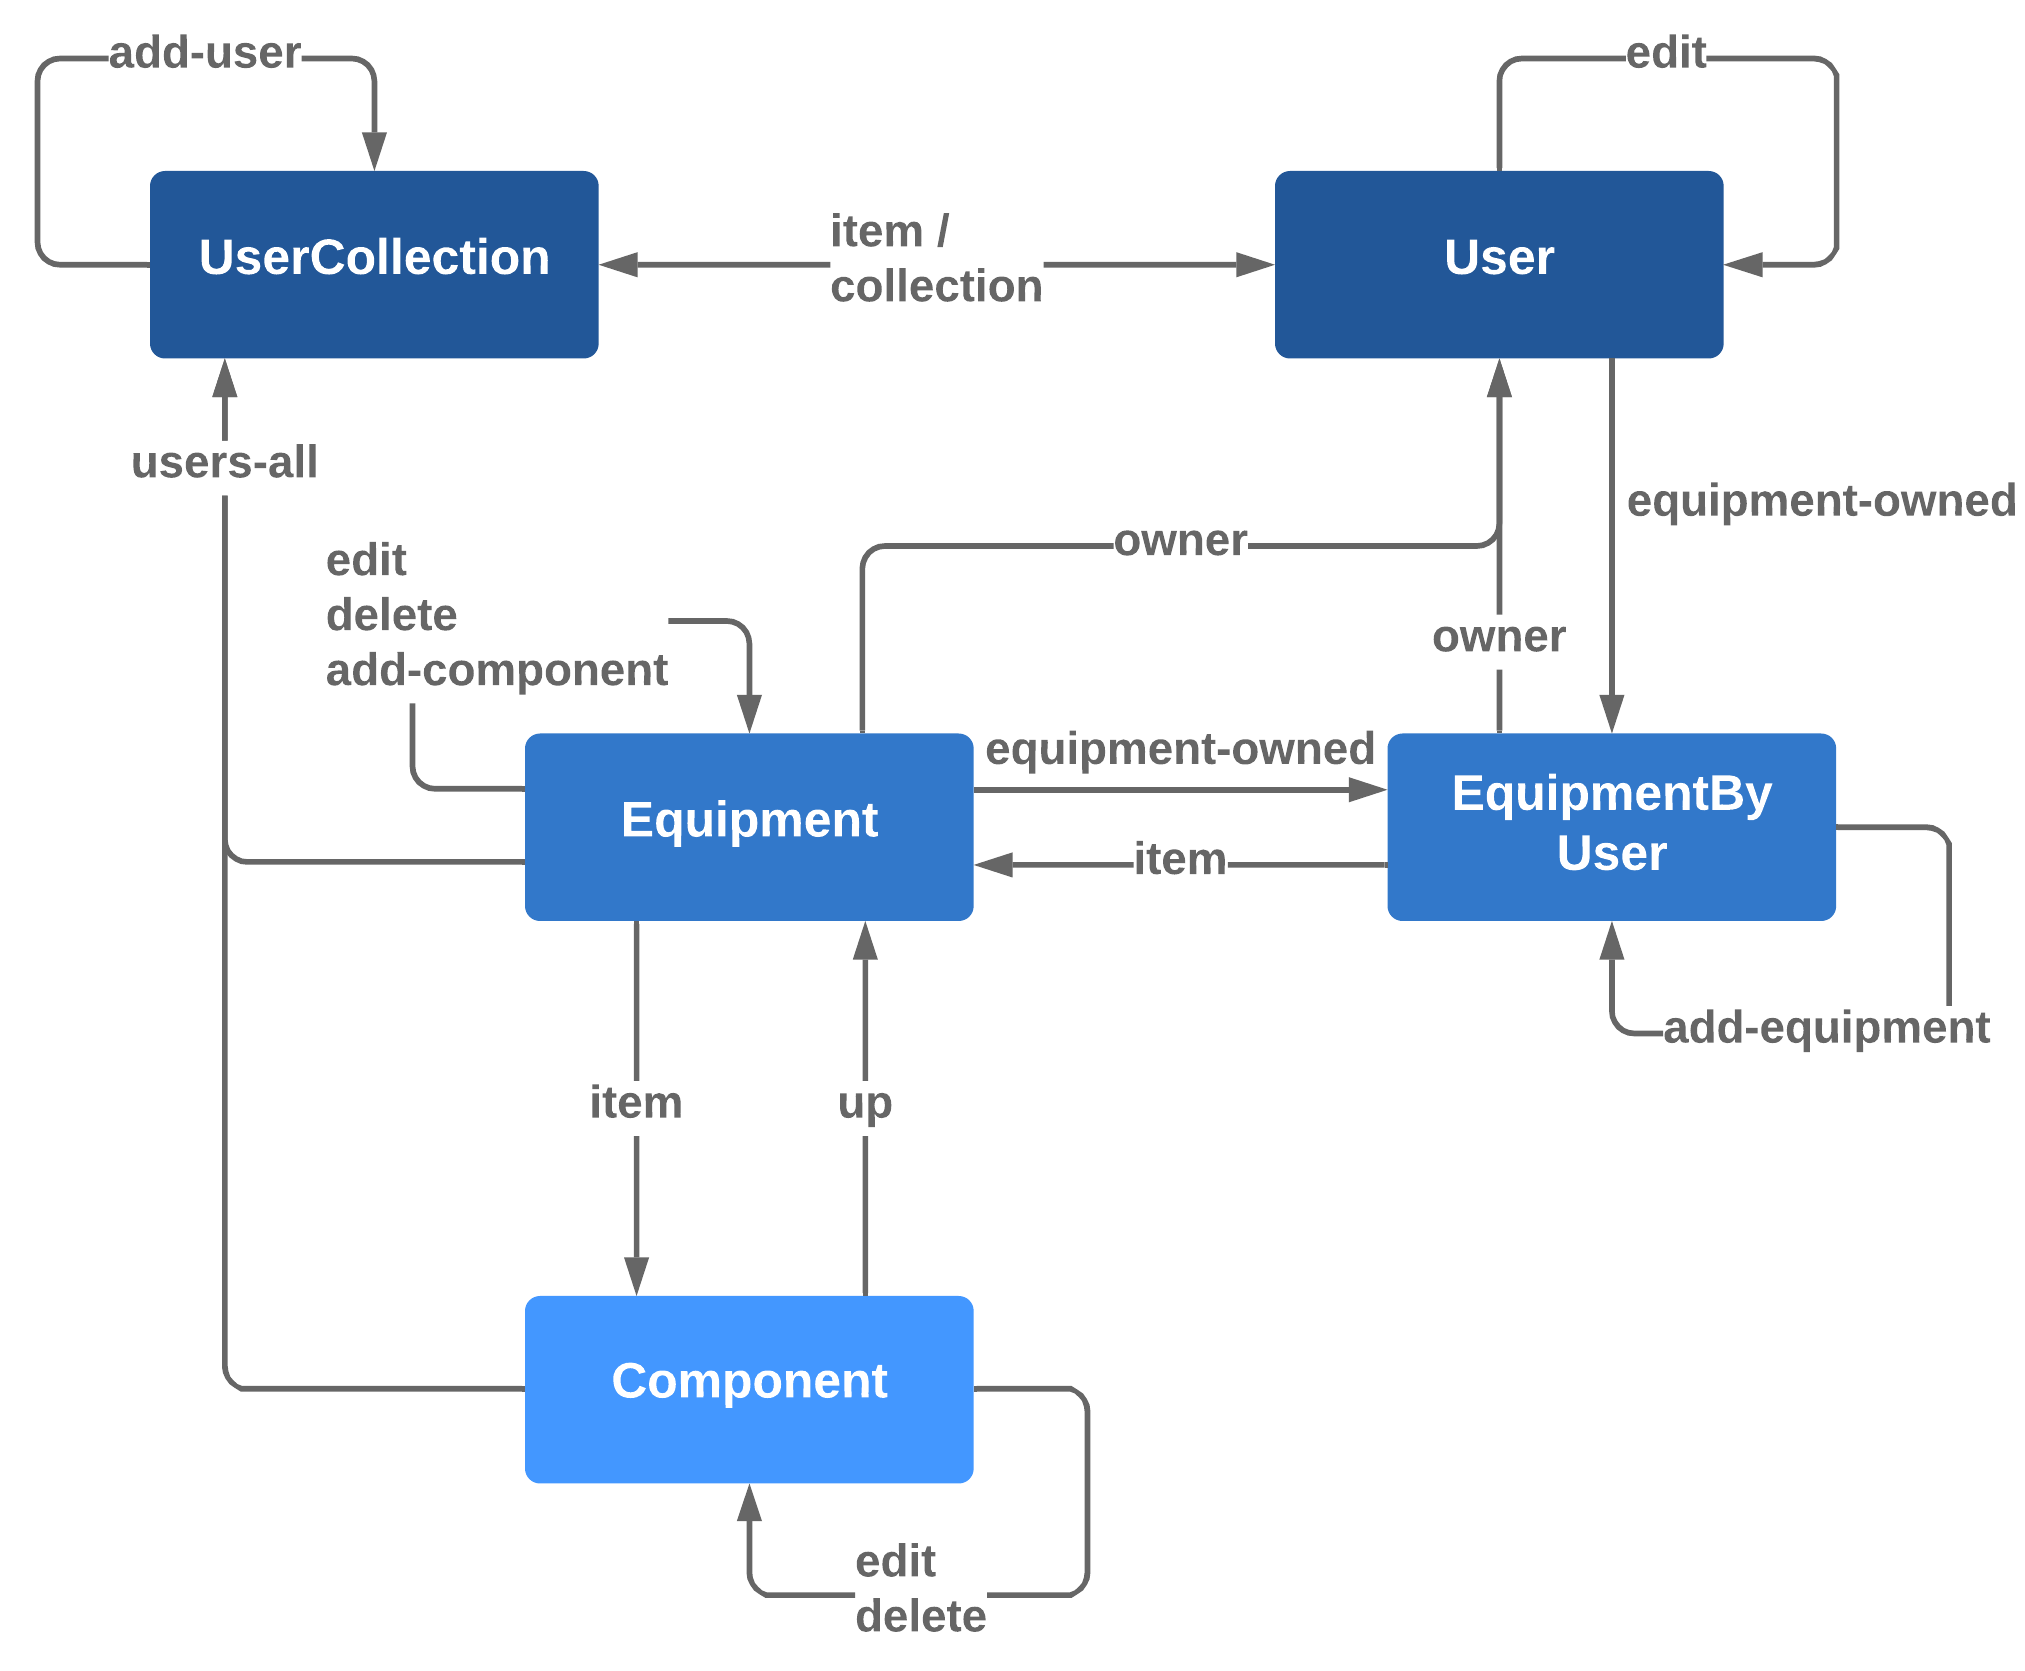 add-user
edit
UserCollection
item /
collection
User
users-all
equipment-owned
edit
delete
add-component
owner
owner
equipment-owned
Equipment
EquipmentBy
User
item
add-equipment
item
up
Component
edit
delete